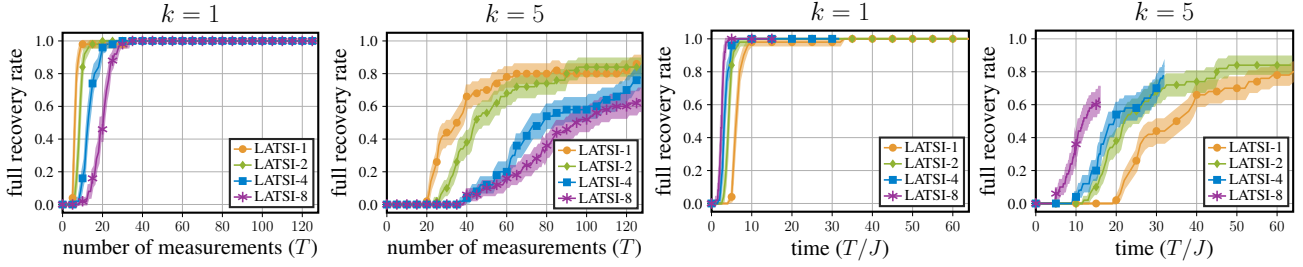 k = 1
full recovery rate
1.0
0.8
0.6
0.4
0.2
0.0
LATSI-1
LATSI-2
LATSI-4
LATSI-8
0 20 40 60 80 100 120
number of measurements (T)
k = 5
full recovery rate
1.0
0.8
0.6
0.4
0.2
0.0
LATSI-1
LATSI-2
LATSI-4
LATSI-8
0 20 40 60 80 100 120
number of measurements (T)
k = 1
full recovery rate
1.0
0.8
0.6
0.4
0.2
0.0
LATSI-1
LATSI-2
LATSI-4
LATSI-8
0 10 20 30 40 50 60
time (T/J)
k = 5
full recovery rate
1.0
0.8
0.6
0.4
0.2
0.0
LATSI-1
LATSI-2
LATSI-4
LATSI-8
0 10 20 30 40 50 60
time (T/J)